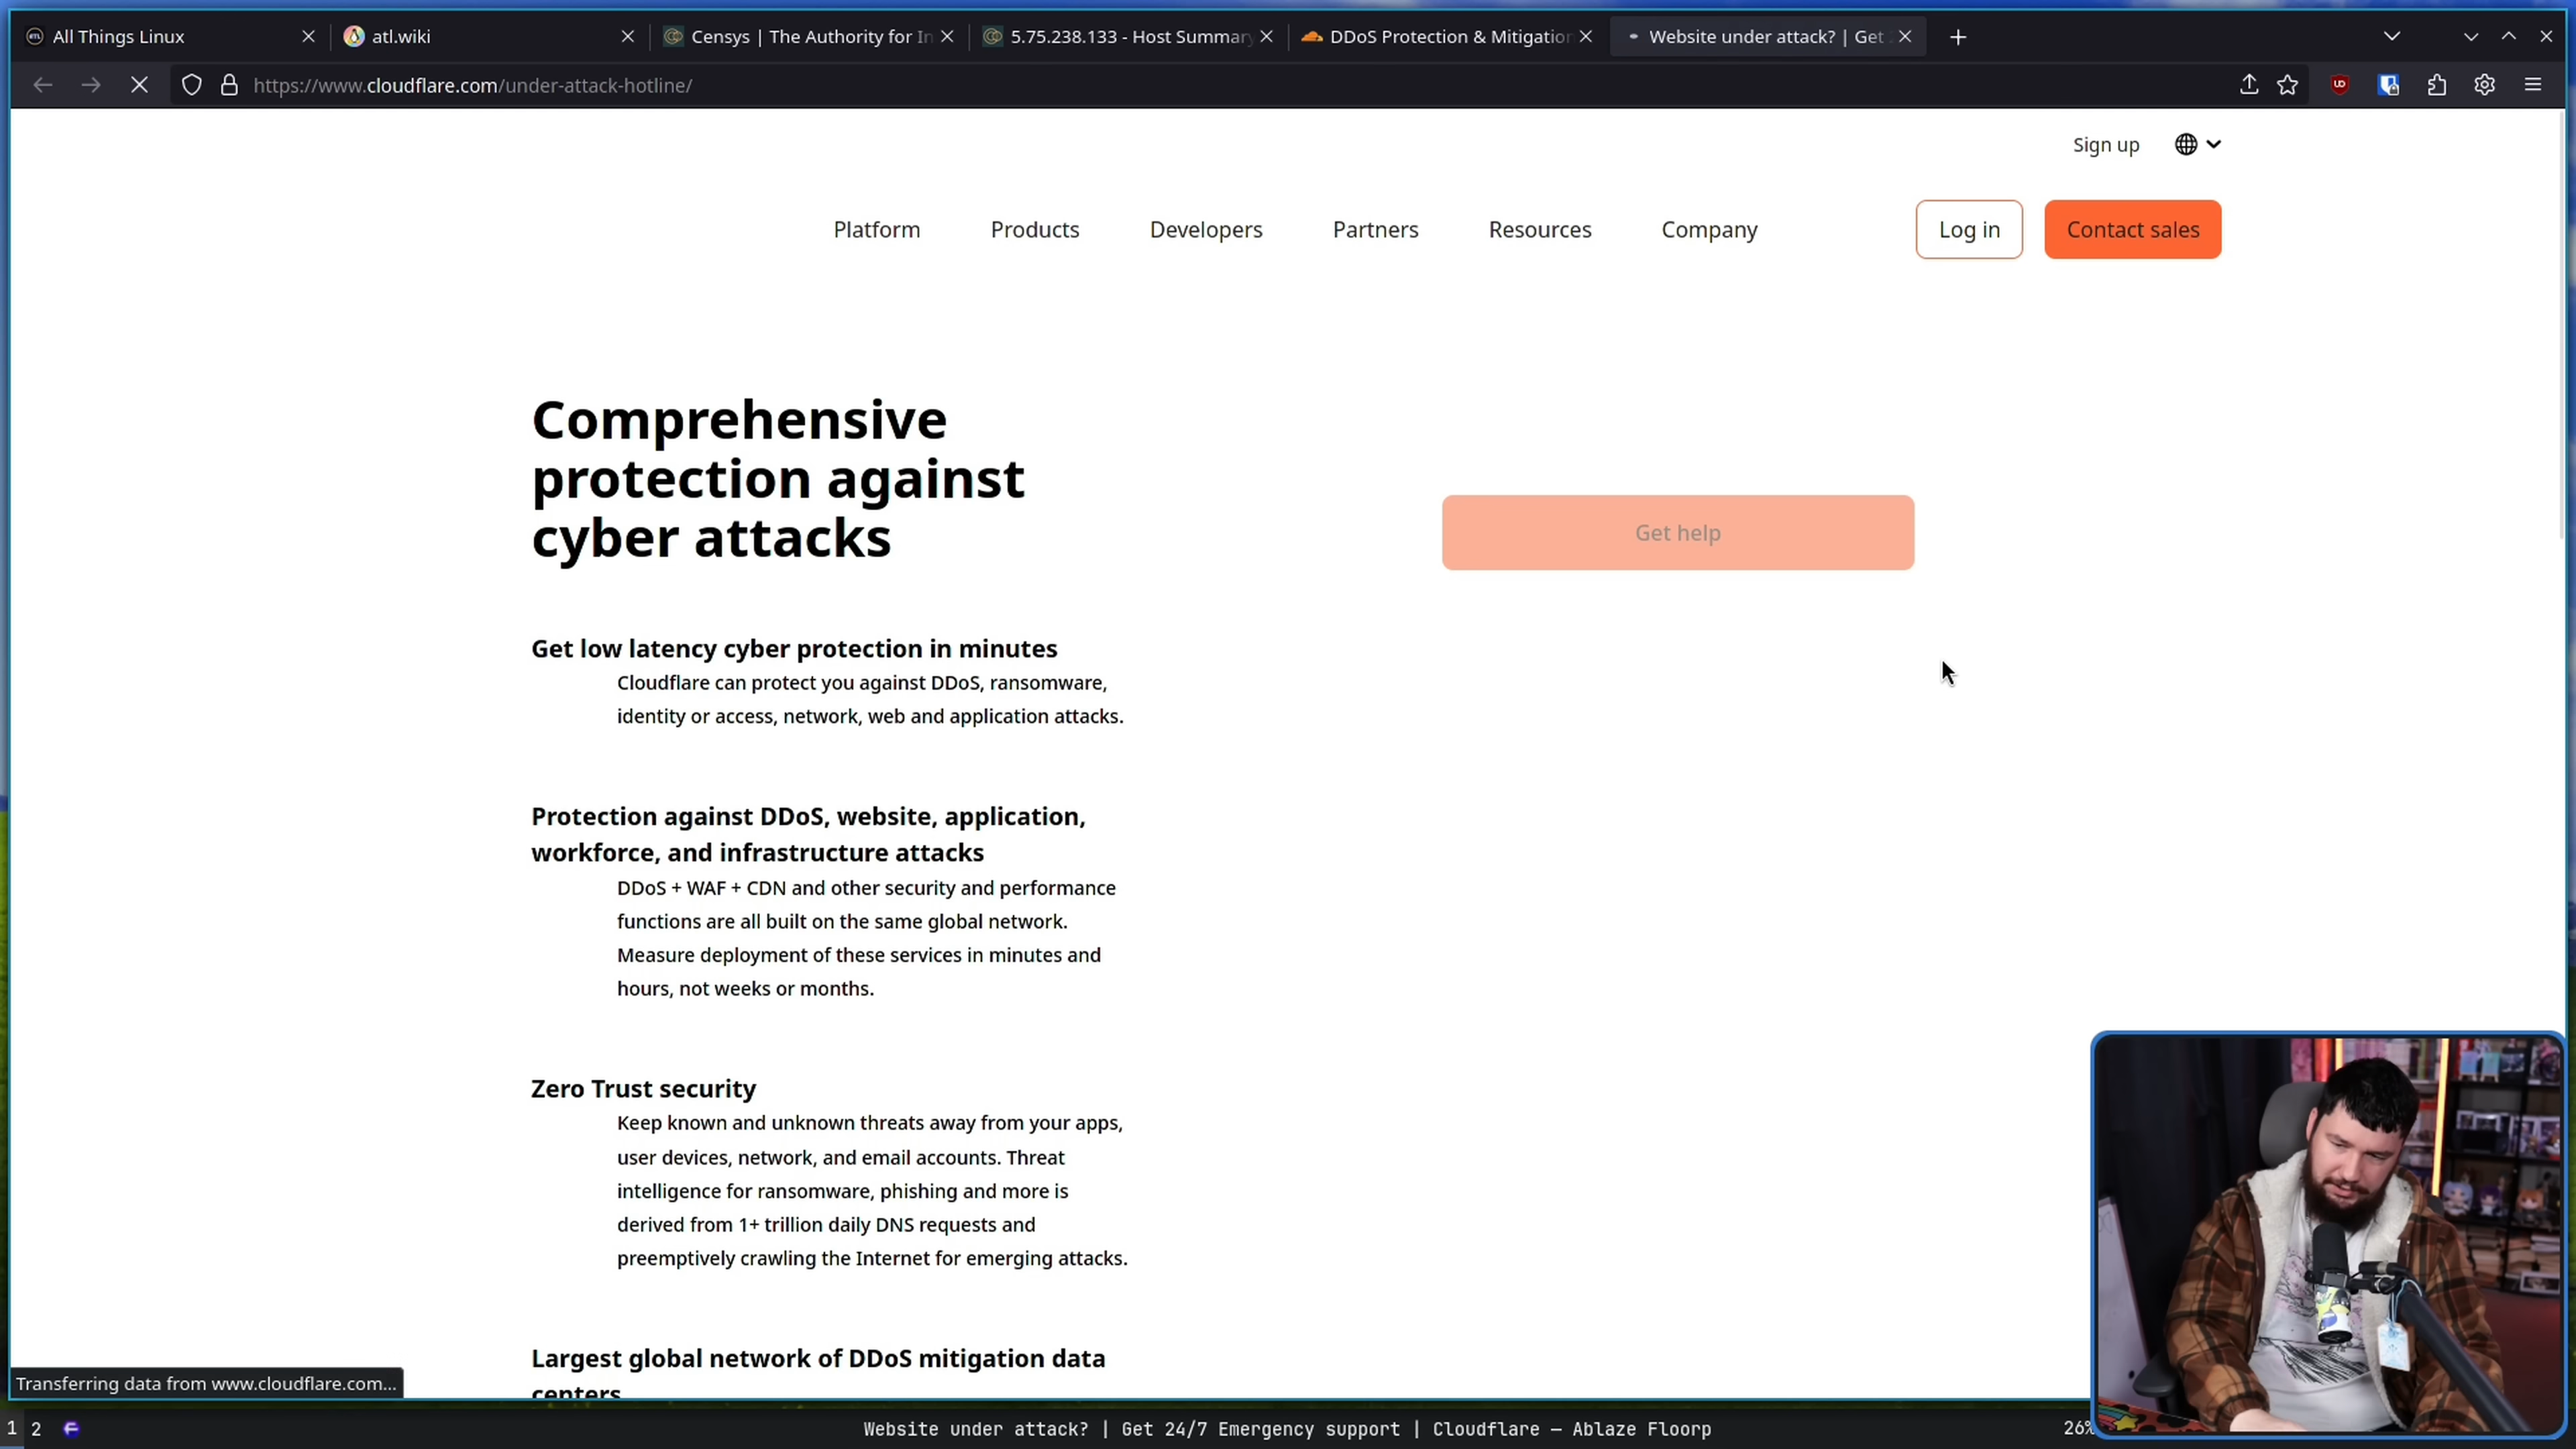 All Things Linux
atl.wiki
Censys | The Authority for In
5.75.238.133 - Host Summary
DDoS Protection & Mitigation
Website under attack? | Get
https://www.cloudflare.com/under-attack-hotline/
Sign up
Platform
Products
Developers
Partners
Resources
Company
Log in
Contact sales
Comprehensive
protection against
cyber attacks
Get help
Get low latency cyber protection in minutes
Cloudflare can protect you against DDoS, ransomware,
identity or access, network, web and application attacks.
Protection against DDoS, website, application,
workforce, and infrastructure attacks
DDoS + WAF + CDN and other security and performance
functions are all built on the same global network.
Measure deployment of these services in minutes and
hours, not weeks or months.
Zero Trust security
Keep known and unknown threats away from your apps,
user devices, network, and email accounts. Threat
intelligence for ransomware, phishing and more is
derived from 1+ trillion daily DNS requests and
preemptively crawling the Internet for emerging attacks.
Largest global network of DDoS mitigation data
centers
Transferring data from www.cloudflare.com...
1 2
Website under attack? | Get 24/7 Emergency support | Cloudflare — Ablaze Floorp
26%